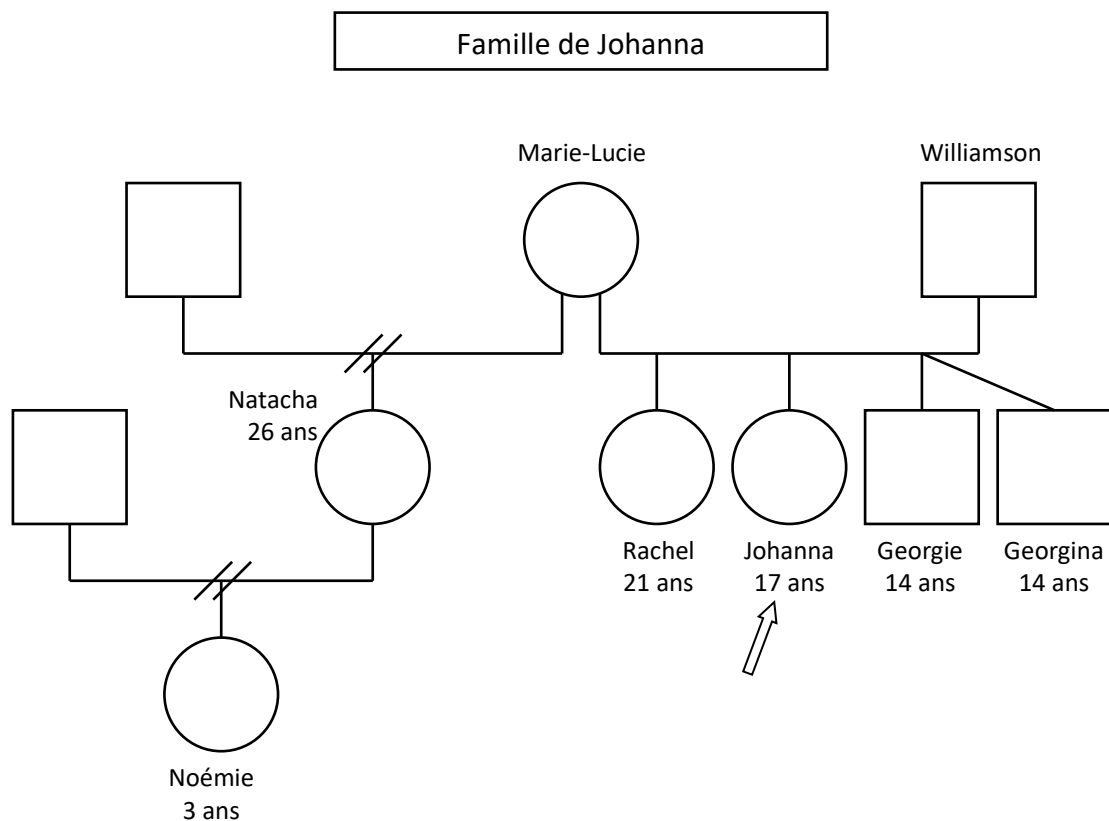 Famille de Johanna
Marie-Lucie
Williamson
Natacha
26 ans
Rachel
21 ans
Johanna
17 ans
Georgie
14 ans
Georgina
14 ans
Noémie
3 ans